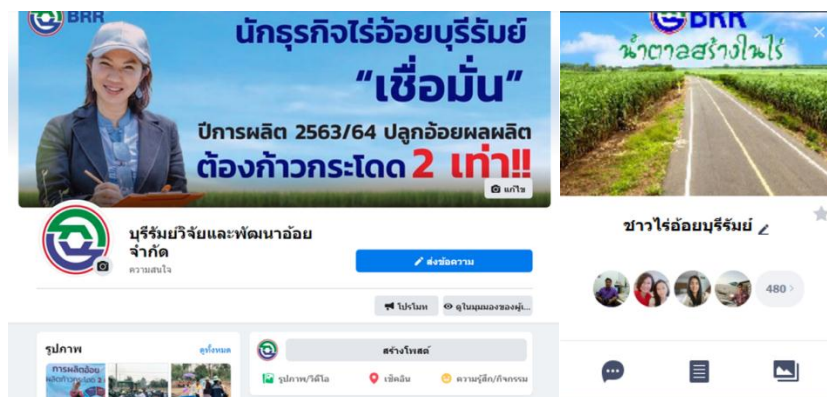 BRR
นักธุรกิจไร่อ้อยบุรีรัมย์
“เชื่อมั่น”
ปีการผลิต 2563/64 ปลูกอ้อยผลผลิต
ต้องก้าวกระโดด 2 เท่า!!
แก้ไข
บุรีรัมย์วิจัยและพัฒนาอ้อย
จำกัด
ความสนใจ
ส่งข้อความ
โปรโมท
ดูในมุมมองของผู้เ...
รูปภาพ
ดูทั้งหมด
การผลิตอ้อย
สร้างโพสต์
รูปภาพ/วิดีโอ
เช็คอิน
ความรู้สึก/กิจกรรม
BRR
น้ำตาลสร้างในไร่
ชาวไร่อ้อยบุรีรัมย์
480